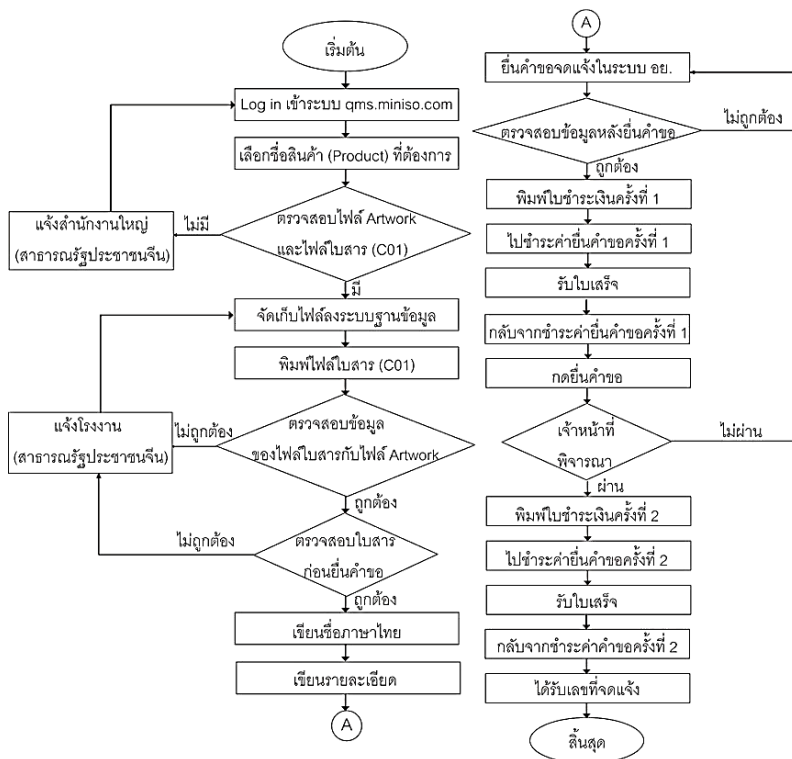 เริ่มต้น
Log in เข้าระบบ qms.miniso.com
เลือกชื่อสินค้า (Product) ที่ต้องการ
ตรวจสอบไฟล์ Artwork
และไฟล์ใบสาร (C01)
ไม่มี
แจ้งสำนักงานใหญ่
(สาธารณรัฐประชาชนจีน)
มี
จัดเก็บไฟล์ลงระบบฐานข้อมูล
พิมพ์ไฟล์ใบสาร (C01)
ตรวจสอบข้อมูล
ของไฟล์ใบสารกับไฟล์ Artwork
ไม่ถูกต้อง
แจ้งโรงงาน
(สาธารณรัฐประชาชนจีน)
ถูกต้อง
ตรวจสอบใบสาร
ก่อนยื่นคำขอ
ไม่ถูกต้อง
ถูกต้อง
เขียนชื่อภาษาไทย
เขียนรายละเอียด
A
A
ยื่นคำขอจดแจ้งในระบบ อย.
ตรวจสอบข้อมูลหลังยื่นคำขอ
ไม่ถูกต้อง
ถูกต้อง
พิมพ์ใบชำระเงินครั้งที่ 1
ไปชำระค่ายื่นคำขอครั้งที่ 1
รับใบเสร็จ
กลับจากชำระค่ายื่นคำขอครั้งที่ 1
กดยื่นคำขอ
เจ้าหน้าที่
พิจารณา
ไม่ผ่าน
ผ่าน
พิมพ์ใบชำระเงินครั้งที่ 2
ไปชำระค่ายื่นคำขอครั้งที่ 2
รับใบเสร็จ
กลับจากชำระค่าคำขอครั้งที่ 2
ได้รับเลขที่จดแจ้ง
สิ้นสุด